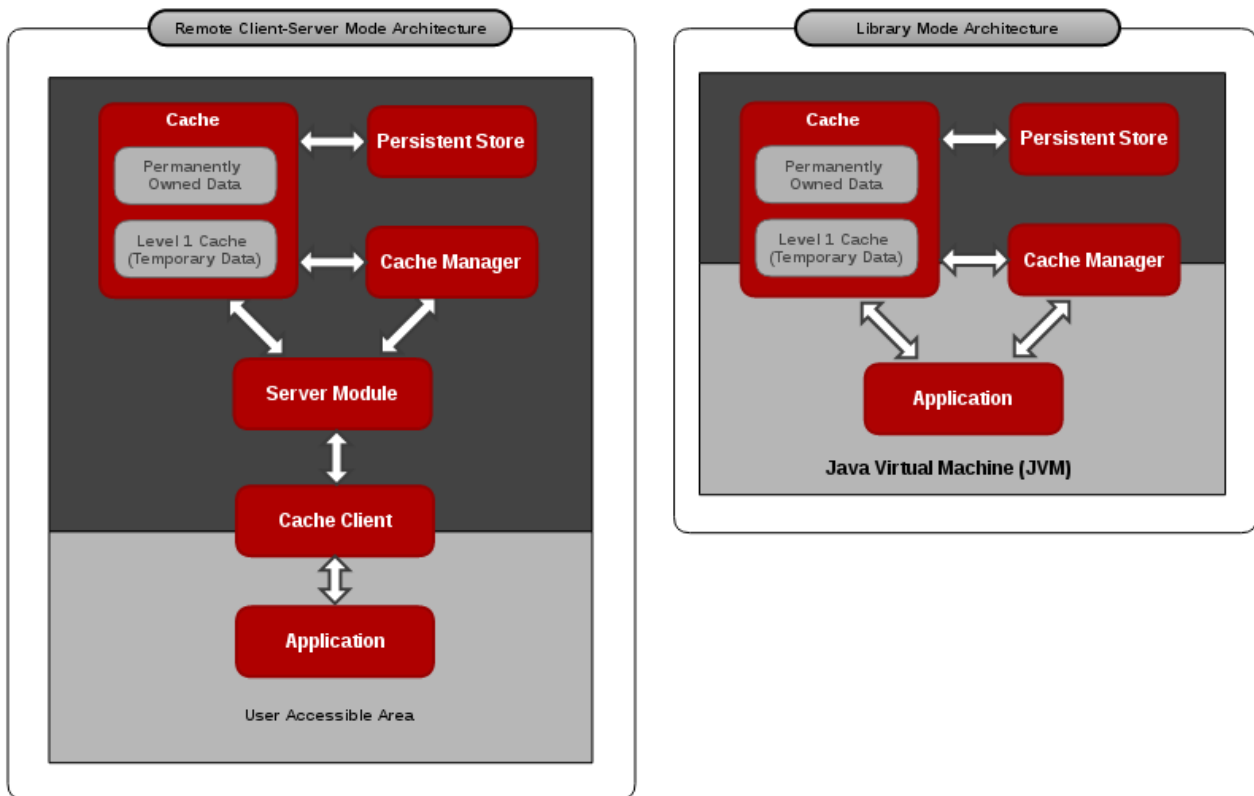 Remote Client-Server Mode Architecture
Cache
Permanently
Owned Data
Level 1 Cache
(Temporary Data)
Persistent Store
Cache Manager
Server Module
Cache Client
Application
User Accessible Area
Library Mode Architecture
Cache
Permanently
Owned Data
Level 1 Cache
(Temporary Data)
Persistent Store
Cache Manager
Application
Java Virtual Machine (JVM)